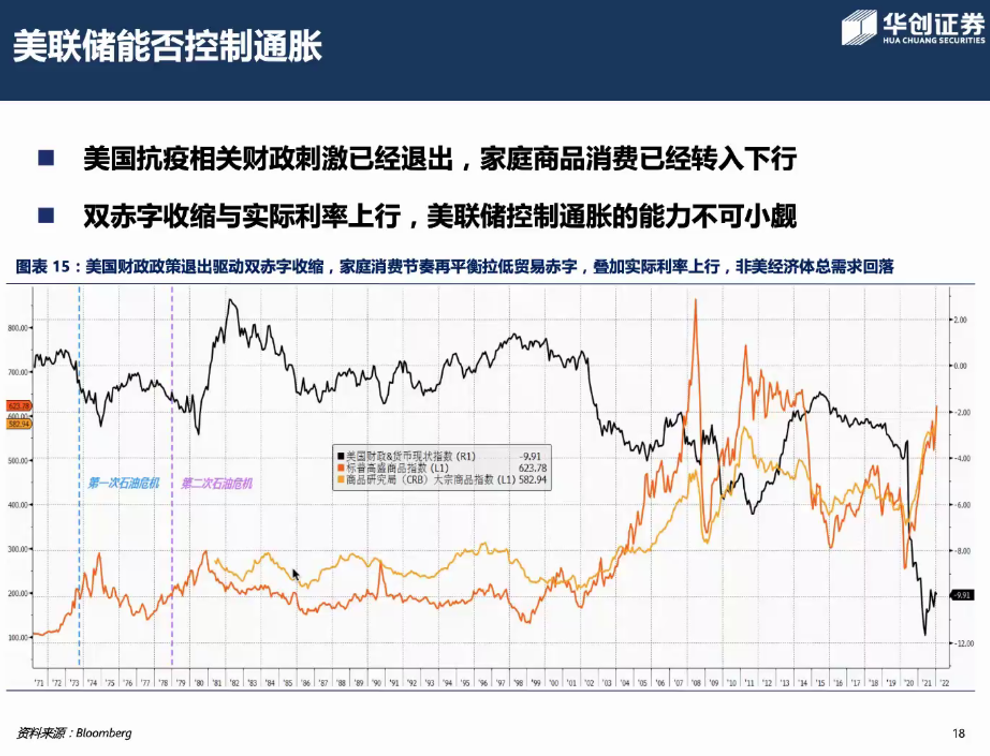 美联储能否控制通胀
华创证券
HUA CHUANG SECURITIES
美国抗疫相关财政刺激已经退出，家庭商品消费已经转入下行
双赤字收缩与实际利率上行，美联储控制通胀的能力不可小觑
图表 15：美国财政政策退出驱动双赤字收缩，家庭消费节奏再平衡拉低贸易赤字，叠加实际利率上行，非美经济体总需求回落
800.00
700.00
623.78
600.00
582.94
500.00
400.00
300.00
200.00
100.00
2.00
0.00
-2.00
-4.00
-6.00
-8.00
-9.91
-12.00
美国财政&货币现状指数 (R1) -9.91
标普高盛商品指数 (L1) 623.78
商品研究局（CRB）大宗商品指数 (L1) 582.94
第一次石油危机 第二次石油危机
'71 '72 '73 '74 '75 '76 '77 '78 '79 '80 '81 '82 '83 '84 '85 '86 '87 '88 '89 '90 '91 '92 '93 '94 '95 '96 '97 '98 '99 '00 '01 '02 '03 '04 '05 '06 '07 '08 '09 '10 '11 '12 '13 '14 '15 '16 '17 '18 '19 '20 '21 '22
资料来源：Bloomberg
18